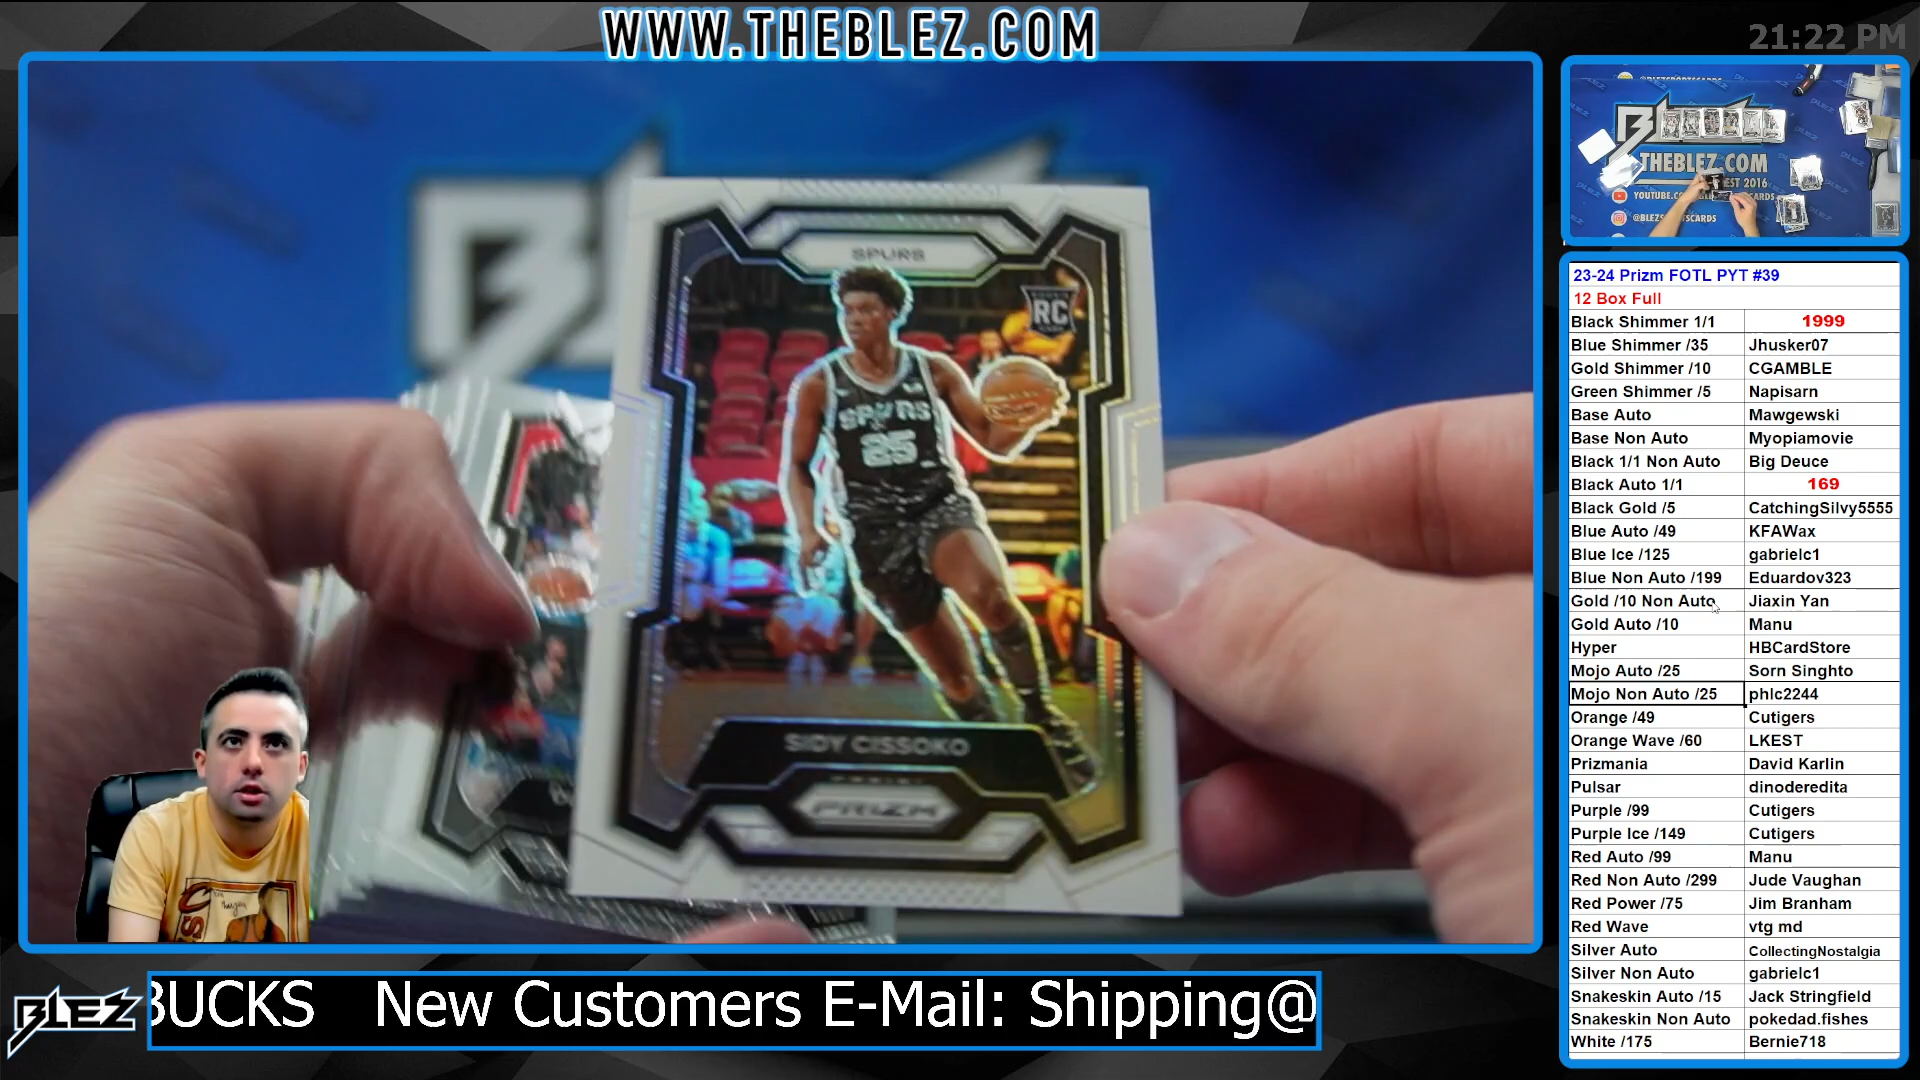 WWW.THEBLEZ.COM
21:22 PM
SPURS
ROOKIE
RC
SPURS
25
SIDY CISSOKO
PANINI
PRIZM
THEBLEZ.COM
EST 2016
@BLEZSPORTSCARDS
23-24 Prizm FOTL PYT #39
12 Box Full
Black Shimmer 1/1 1999
Blue Shimmer /35 Jhusker07
Gold Shimmer /10 CGAMBLE
Green Shimmer /5 Napisarn
Base Auto Mawgewski
Base Non Auto Myopiamovie
Black 1/1 Non Auto Big Deuce
Black Auto 1/1 169
Black Gold /5 CatchingSilvy5555
Blue Auto /49 KFAWax
Blue Ice /125 gabrielc1
Blue Non Auto /199 Eduardov323
Gold /10 Non Auto Jiaxin Yan
Gold Auto /10 Manu
Hyper HBCardStore
Mojo Auto /25 Sorn Singhto
Mojo Non Auto /25 phlc2244
Orange /49 Cutigers
Orange Wave /60 LKEST
Prizmania David Karlin
Pulsar dinoderedita
Purple /99 Cutigers
Purple Ice /149 Cutigers
Red Auto /99 Manu
Red Non Auto /299 Jude Vaughan
Red Power /75 Jim Branham
Red Wave vtg md
Silver Auto CollectingNostalgia
Silver Non Auto gabrielc1
Snakeskin Auto /15 Jack Stringfield
Snakeskin Non Auto pokedad.fishes
White /175 Bernie718
BLEZ
BUCKS New Customers E-Mail: Shipping@